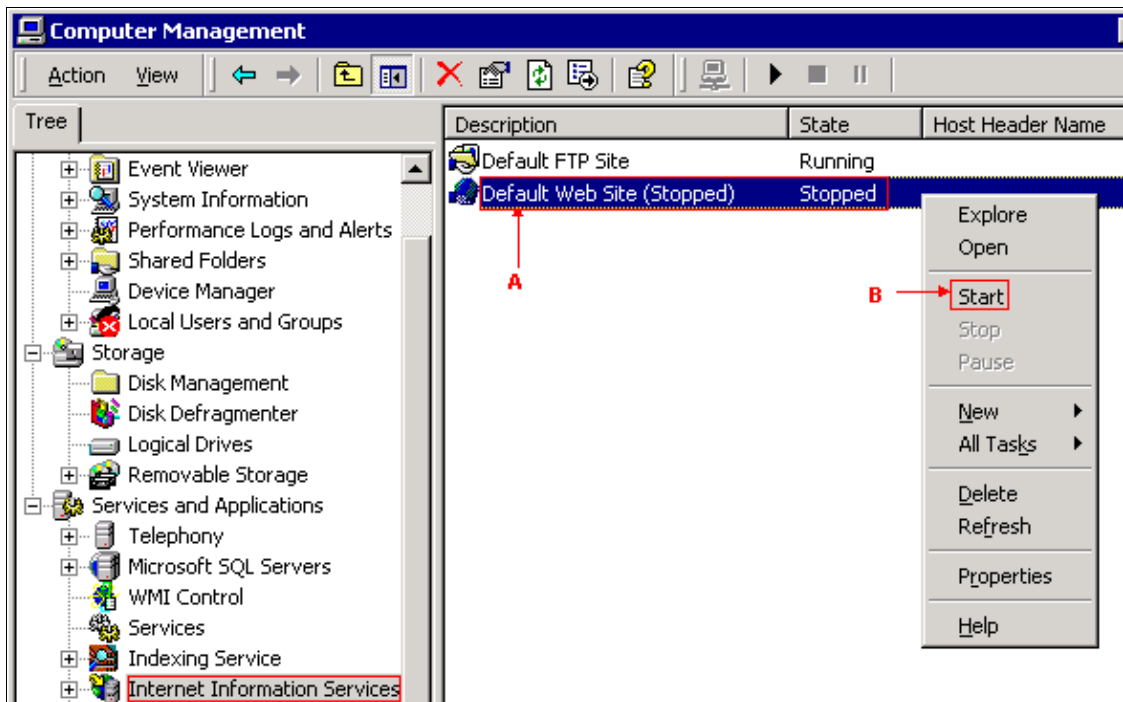 Computer Management
Action View
Tree
Description State Host Header Name
Event Viewer
System Information
Performance Logs and Alerts
Shared Folders
Device Manager
Local Users and Groups
Storage
Disk Management
Disk Defragmenter
Logical Drives
Removable Storage
Services and Applications
Telephony
Microsoft SQL Servers
WMI Control
Services
Indexing Service
Internet Information Services
Default FTP Site Running
Default Web Site (Stopped) Stopped
A
B
Explore
Open
Start
Stop
Pause
New
All Tasks
Delete
Refresh
Properties
Help